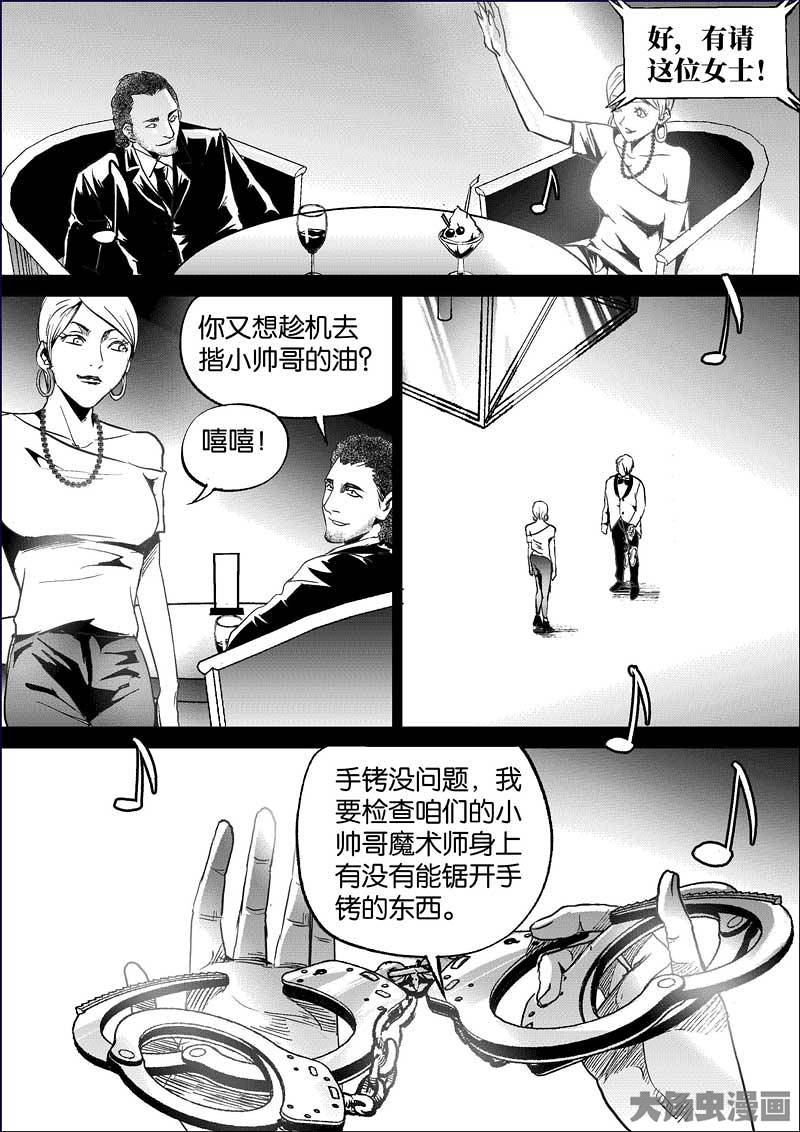 好，有请
这位女士！
你又想趁机去
揩小帅哥的油？
嘻嘻！
手铐没问题，我
要检查咱们的小
帅哥魔术师身上
有没有能锯开手
铐的东西。
大角虫漫画